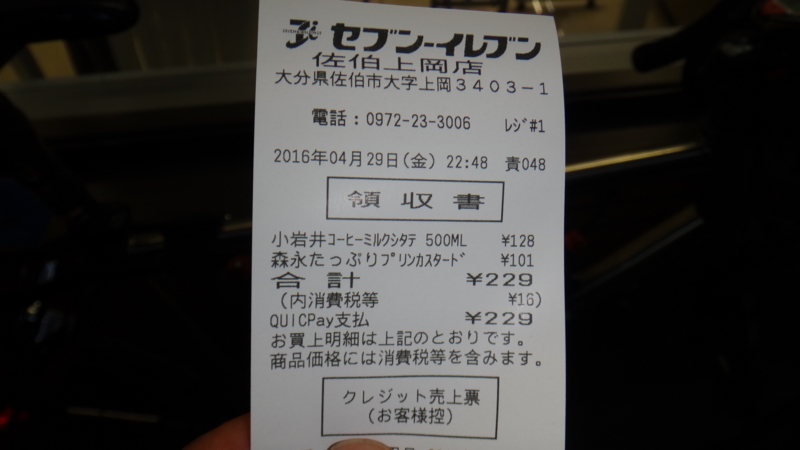 セブン-イレブン
佐伯上岡店
大分県佐伯市大字上岡3403-1
電話:0972-23-3006 ﾚｼﾞ#1
2016年04月29日(金) 22:48 責048
領収書
小岩井ｺｰﾋｰﾐﾙｸｼﾀﾃ 500ML ¥128
森永たっぷりﾌﾟﾘﾝｶｽﾀｰﾄﾞ ¥101
合計 ¥229
(内消費税等 ¥16)
QUICPay支払 ¥229
お買上明細は上記のとおりです。
商品価格には消費税等を含みます。
クレジット売上票
(お客様控)